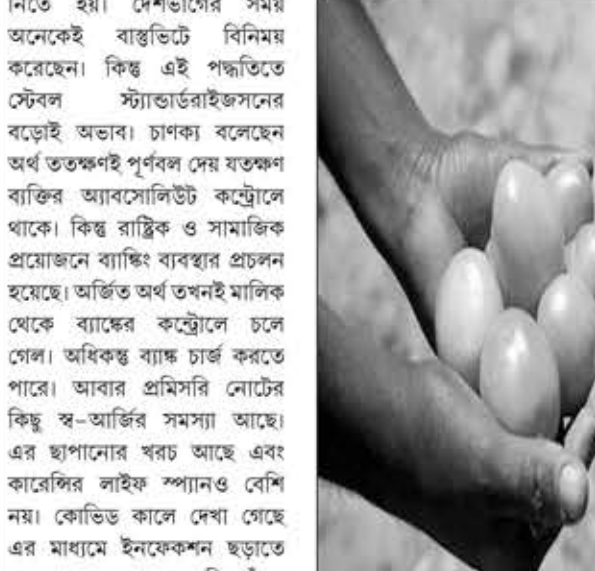 নিতে হয়। দেশভাগের সময়
অনেকেই বাস্তুভিটে বিনিময়
করেছেন। কিন্তু এই পদ্ধতিতে
স্টেবল স্ট্যান্ডার্ডরাইজসনের
বড়োই অভাব। চাণক্য বলেছেন
অর্থ ততক্ষণই পূর্ণবল দেয় যতক্ষণ
ব্যক্তির অ্যাবসোলিউট কন্ট্রোলে
থাকে। কিন্তু রাষ্ট্রিক ও সামাজিক
প্রয়োজনে ব্যাঙ্কিং ব্যবস্থার প্রচলন
হয়েছে। অর্জিত অর্থ তখনই মালিক
থেকে ব্যাঙ্কের কন্ট্রোলে চলে
গেল। অধিকন্তু ব্যাঙ্ক চার্জ করতে
পারে। আবার প্রমিসরি নোটের
কিছু স্ব-আর্জির সমস্যা আছে।
এর ছাপানোর খরচ আছে এবং
কারেন্সির লাইফ স্প্যানও বেশি
নয়। কোভিড কালে দেখা গেছে
এর মাধ্যমে ইনফেকশন ছড়াতে